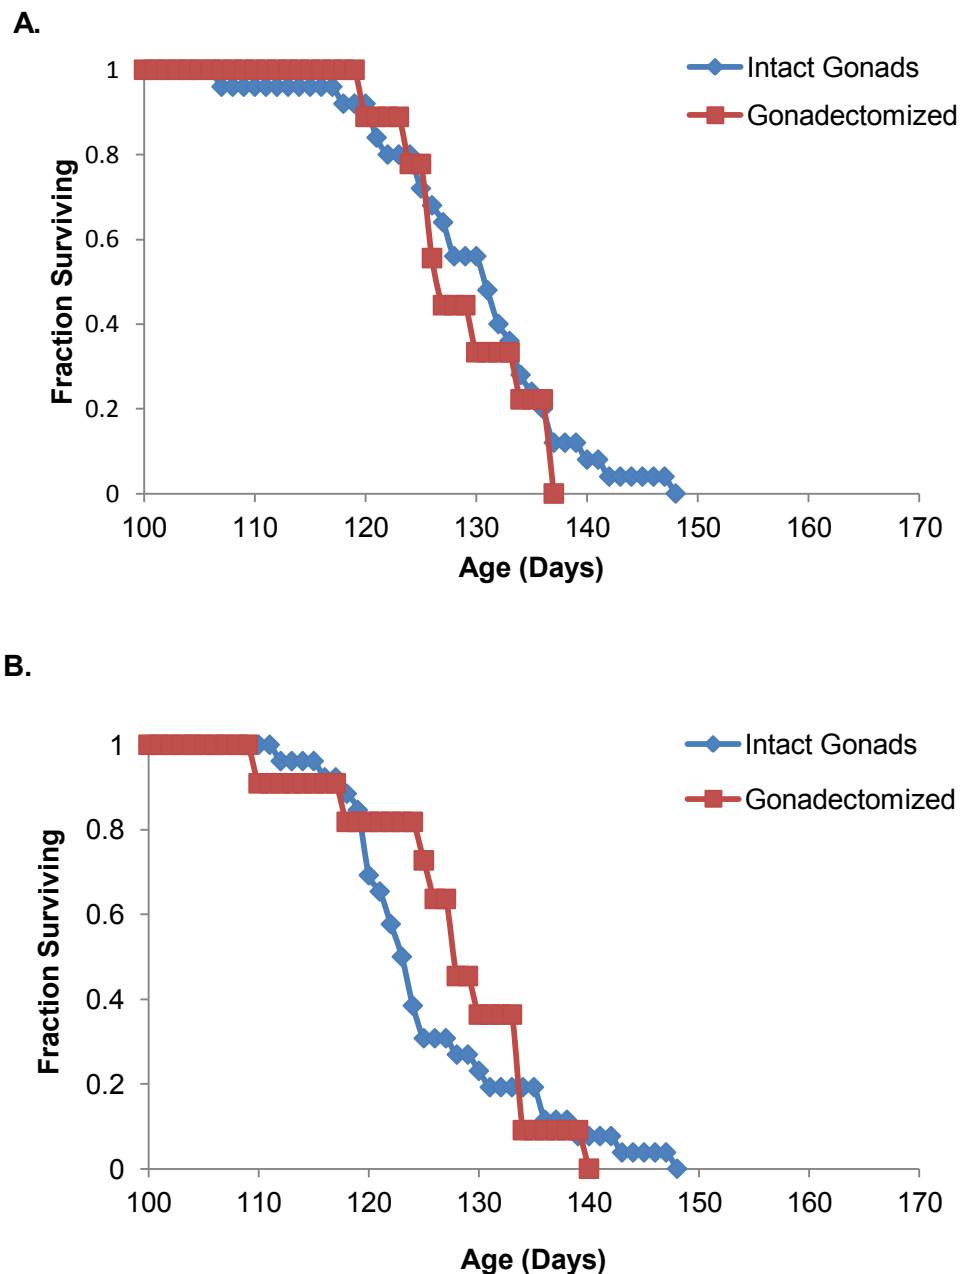 A.
Intact Gonads
Gonadectomized
Fraction Surviving
1
0.8
0.6
0.4
0.2
0
100 110 120 130 140 150 160 170
Age (Days)
B.
Intact Gonads
Gonadectomized
Fraction Surviving
1
0.8
0.6
0.4
0.2
0
100 110 120 130 140 150 160 170
Age (Days)